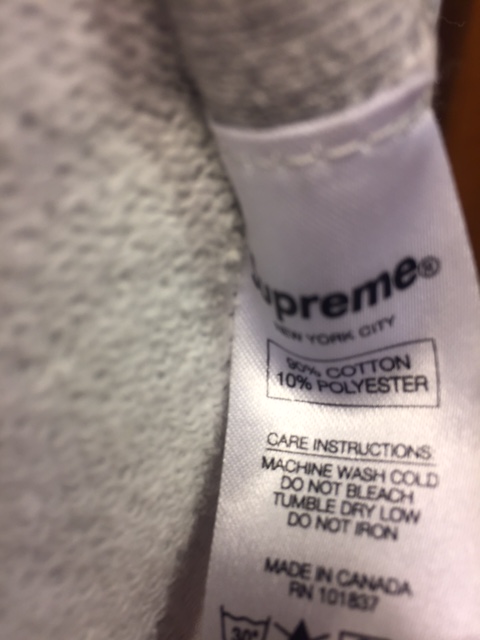 upreme®
NEW YORK CITY
90% COTTON
10% POLYESTER
CARE INSTRUCTIONS:
MACHINE WASH COLD
DO NOT BLEACH
TUMBLE DRY LOW
DO NOT IRON
MADE IN CANADA
RN 101837
30°